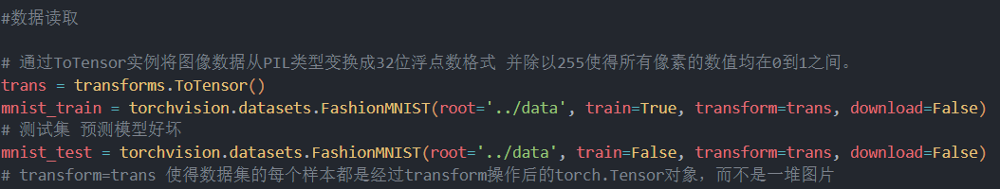 #数据读取
# 通过ToTensor实例将图像数据从PIL类型变换成32位浮点数格式 并除以255使得所有像素的数值均在0到1之间。
trans = transforms.ToTensor()
mnist_train = torchvision.datasets.FashionMNIST(root='../data', train=True, transform=trans, download=False)
# 测试集 预测模型好坏
mnist_test = torchvision.datasets.FashionMNIST(root='../data', train=False, transform=trans, download=False)
# transform=trans 使得数据集的每个样本都是经过transform操作后的torch.Tensor对象，而不是一堆图片